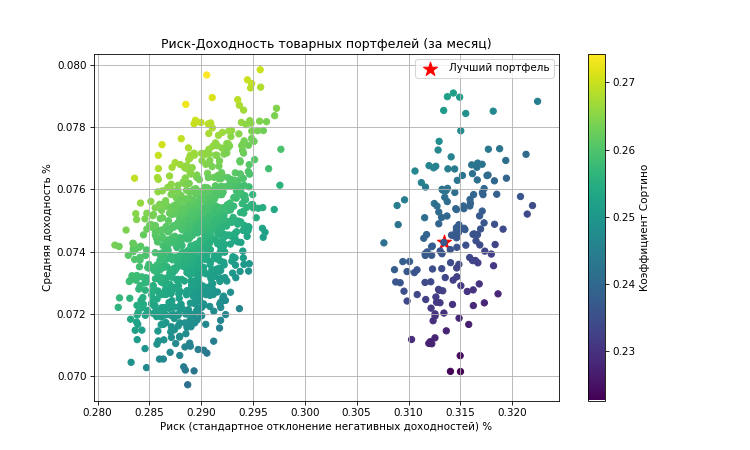 Риск-Доходность товарных портфелей (за месяц)
Лучший портфель
0.080
0.078
0.076
0.074
0.072
0.070
Средняя доходность %
0.280 0.285 0.290 0.295 0.300 0.305 0.310 0.315 0.320
Риск (стандартное отклонение негативных доходностей) %
0.27
0.26
0.25
0.24
0.23
Коэффициент Сортино